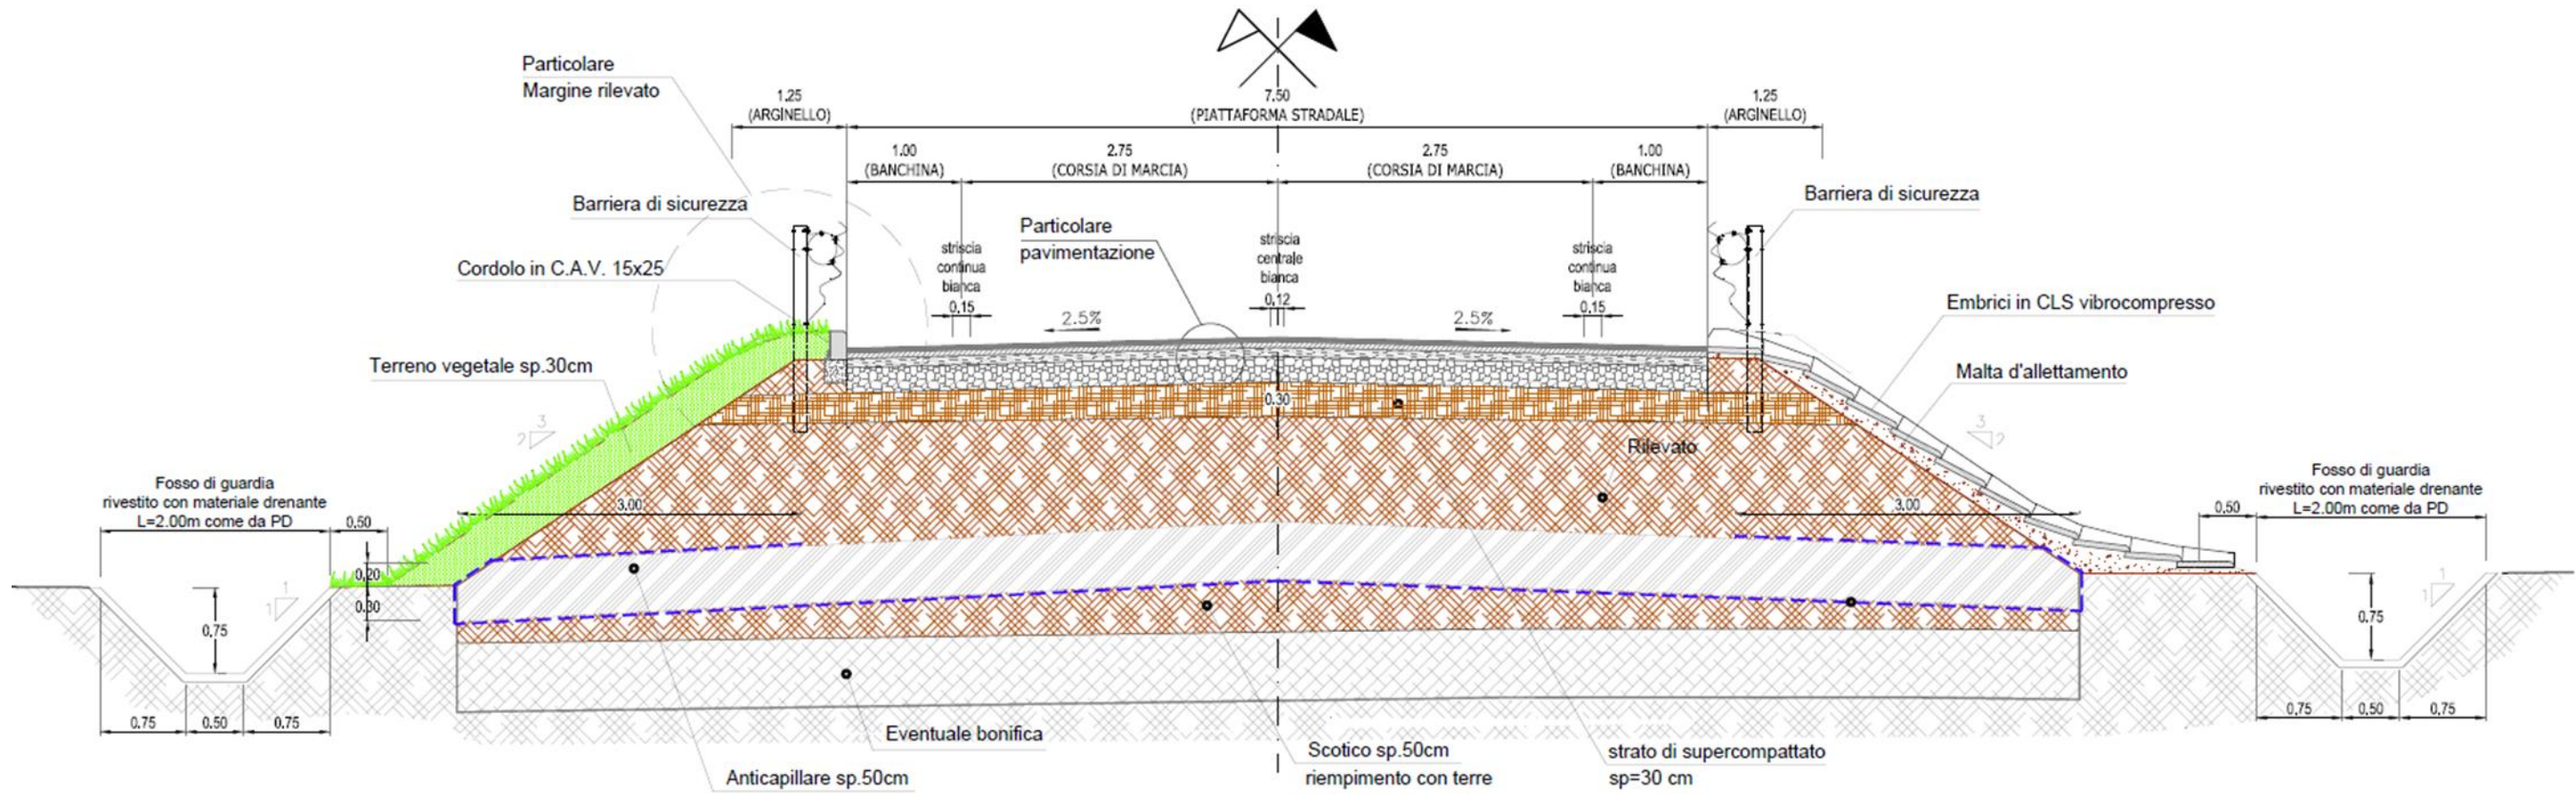 Particolare
Margine rilevato
1.25
(ARGINELLO)
7.50
(PIATTAFORMA STRADALE)
1.25
(ARGINELLO)
1.00
(BANCHINA)
2.75
(CORSIA DI MARCIA)
2.75
(CORSIA DI MARCIA)
1.00
(BANCHINA)
Barriera di sicurezza
Barriera di sicurezza
Particolare
pavimentazione
striscia
continua
bianca
0.15
striscia
centrale
bianca
0.12
striscia
continua
bianca
0.15
Cordolo in C.A.V. 15x25
2.5%
2.5%
Embrici in CLS vibrocompresso
Terreno vegetale sp.30cm
Malta d'allettamento
0.30
3
2
3
2
Rilevato
Fosso di guardia
rivestito con materiale drenante
L=2.00m come da PD
0.50
3.00
3.00
0.50
Fosso di guardia
rivestito con materiale drenante
L=2.00m come da PD
0.20
0.30
1
1
1
1
0.75
0.75
0.75
0.50
0.75
0.75
0.50
0.75
Eventuale bonifica
Anticapillare sp.50cm
Scotico sp.50cm
riempimento con terre
strato di supercompattato
sp=30 cm